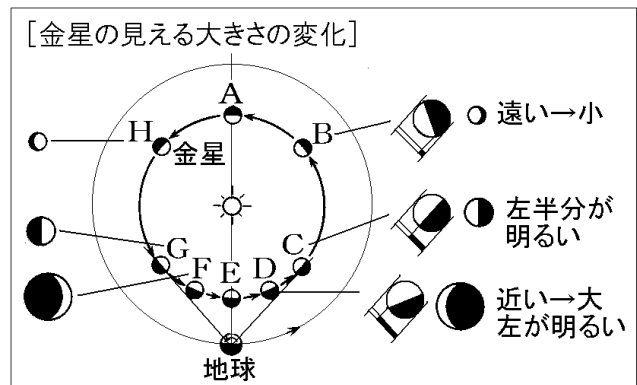 [金星の見える大きさの変化]
A
H
B
遠い→小
金星
左半分が
明るい
G
C
F
E
D
近い→大
左が明るい
地球